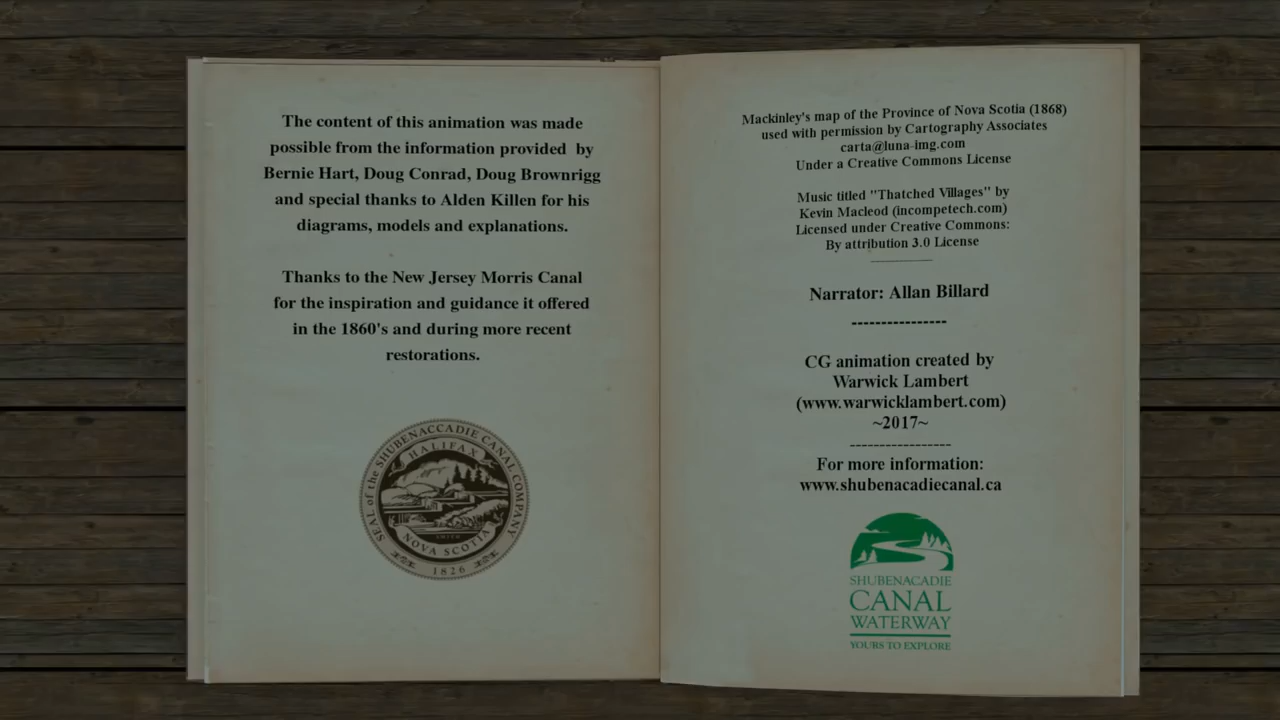 The content of this animation was made
possible from the information provided by
Bernie Hart, Doug Conrad, Doug Brownrigg
and special thanks to Alden Killen for his
diagrams, models and explanations.
Thanks to the New Jersey Morris Canal
for the inspiration and guidance it offered
in the 1860's and during more recent
restorations.
SEAL of the SHUBENACCADIE CANAL COMPANY
HALIFAX
NOVA SCOTIA
1826
Mackinley's map of the Province of Nova Scotia (1868)
used with permission by Cartography Associates
carta@luna-img.com
Under a Creative Commons License
Music titled "Thatched Villages" by
Kevin Macleod (incompetech.com)
Licensed under Creative Commons:
By attribution 3.0 License
Narrator: Allan Billard
----------------
CG animation created by
Warwick Lambert
(www.warwicklambert.com)
~2017~
-----------------
For more information:
www.shubenacadiecanal.ca
SHUBENACADIE
CANAL
WATERWAY
YOURS TO EXPLORE